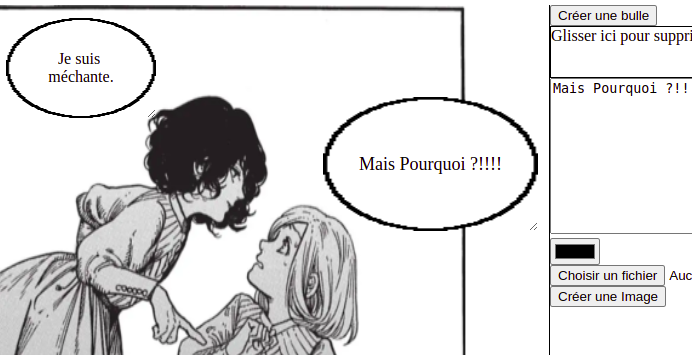 Je suis
méchante.
Mais Pourquoi ?!!!!
Créer une bulle
Glisser ici pour suppri
Mais Pourquoi ?!!
Choisir un fichier Auc
Créer une Image